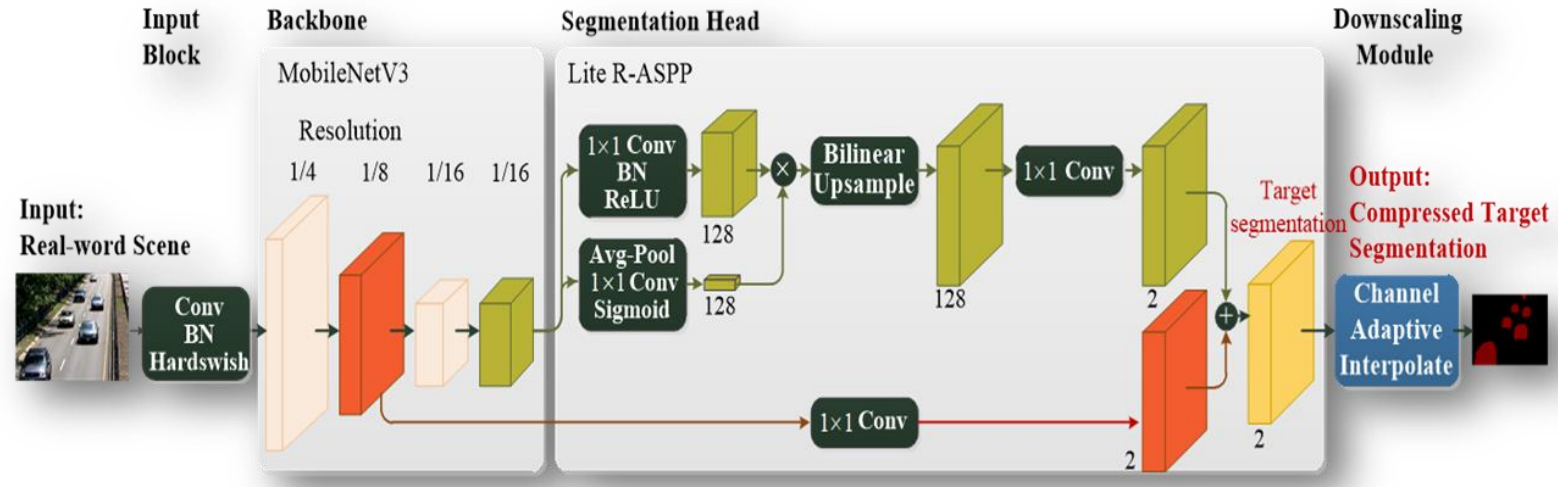 Input
Block
Backbone
Segmentation Head
Downscaling
Module
MobileNetV3
Resolution
1/4
1/8
1/16
1/16
Lite R-ASPP
Input:
Real-word Scene
Conv
BN
Hardswish
1×1 Conv
BN
ReLU
128
×
Avg-Pool
1×1 Conv
Sigmoid
128
Bilinear
Upsample
128
1×1 Conv
2
1×1 Conv
2
+
Target
segmentation
2
Output:
Compressed Target
Segmentation
Channel
Adaptive
Interpolate